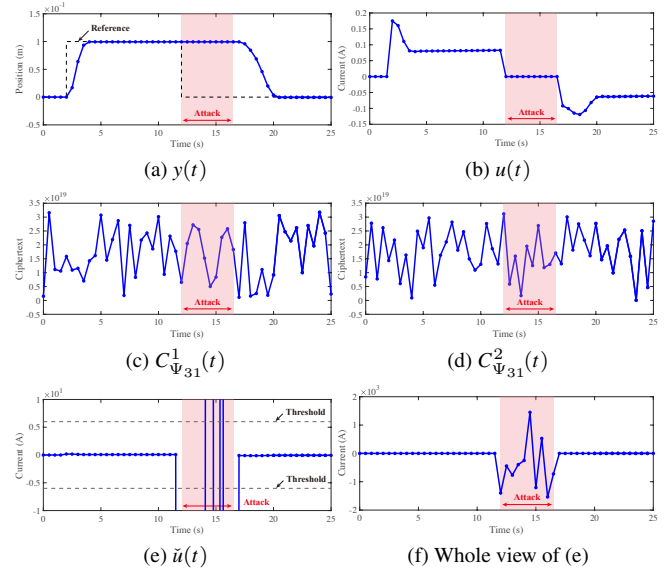 ×10⁻¹
Reference
Position (m)
1.5
1
0.5
0
-0.5
Attack
0 5 10 15 20 25
Time (s)
(a) y(t)
Current (A)
0.2
0.15
0.1
0.05
0
-0.05
-0.1
-0.15
Attack
0 5 10 15 20 25
Time (s)
(b) u(t)
×10¹⁹
Ciphertext
3.5
3
2.5
2
1.5
1
0.5
0
-0.5
Attack
0 5 10 15 20 25
Time (s)
(c) C¹_Ψ₃₁(t)
×10¹⁹
Ciphertext
3.5
3
2.5
2
1.5
1
0.5
0
-0.5
Attack
0 5 10 15 20 25
Time (s)
(d) C²_Ψ₃₁(t)
×10¹
Current (A)
1
0.5
0
-0.5
-1
Threshold
Threshold
Attack
0 5 10 15 20 25
Time (s)
(e) ǔ(t)
×10³
Current (A)
2
1
0
-1
-2
Attack
0 5 10 15 20 25
Time (s)
(f) Whole view of (e)